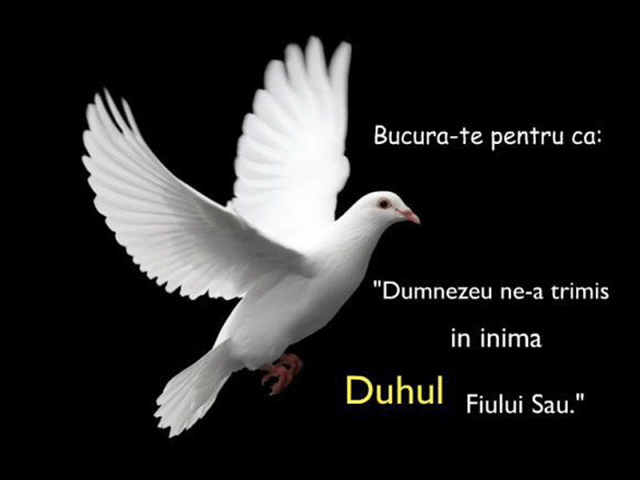 Bucura-te pentru ca:
"Dumnezeu ne-a trimis
in inima
Duhul Fiului Sau."